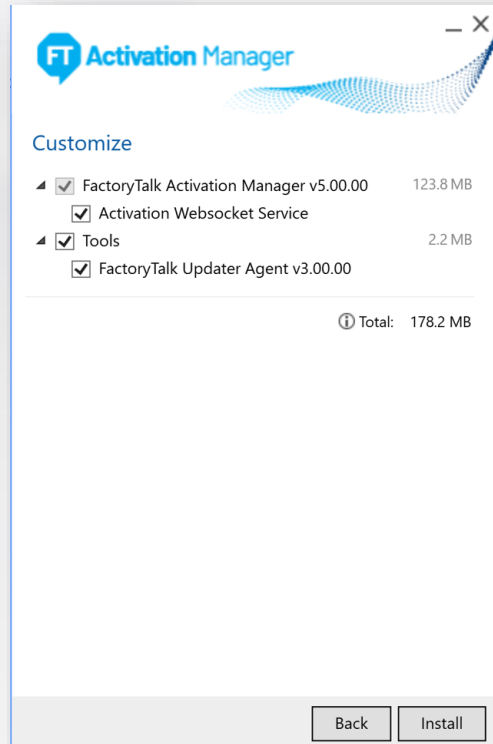 FT Activation Manager
Customize
FactoryTalk Activation Manager v5.00.00 123.8 MB
Activation Websocket Service
Tools 2.2 MB
FactoryTalk Updater Agent v3.00.00
Total: 178.2 MB
Back Install